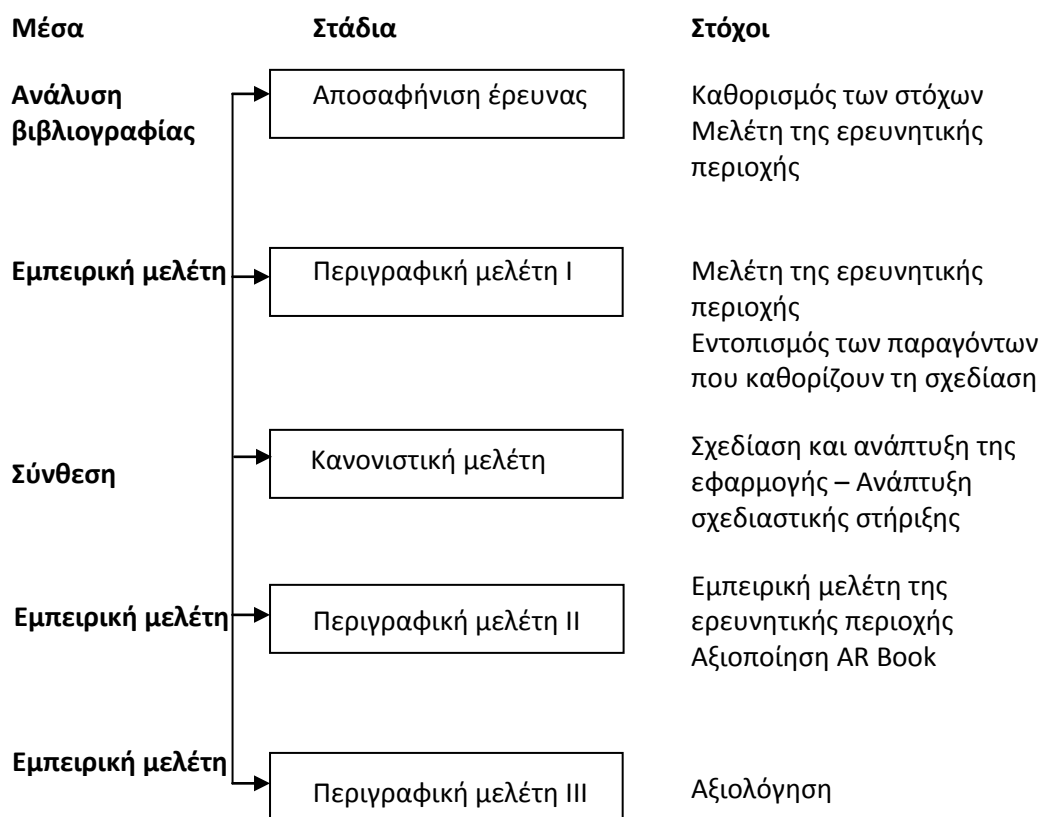 Μέσα Στάδια Στόχοι
Ανάλυση
βιβλιογραφίας
Αποσαφήνιση έρευνας
Καθορισμός των στόχων
Μελέτη της ερευνητικής
περιοχής
Εμπειρική μελέτη
Περιγραφική μελέτη Ι
Μελέτη της ερευνητικής
περιοχής
Εντοπισμός των παραγόντων
που καθορίζουν τη σχεδίαση
Σύνθεση
Κανονιστική μελέτη
Σχεδίαση και ανάπτυξη της
εφαρμογής – Ανάπτυξη
σχεδιαστικής στήριξης
Εμπειρική μελέτη
Περιγραφική μελέτη ΙΙ
Εμπειρική μελέτη της
ερευνητικής περιοχής
Αξιοποίηση AR Book
Εμπειρική μελέτη
Περιγραφική μελέτη ΙΙΙ
Αξιολόγηση